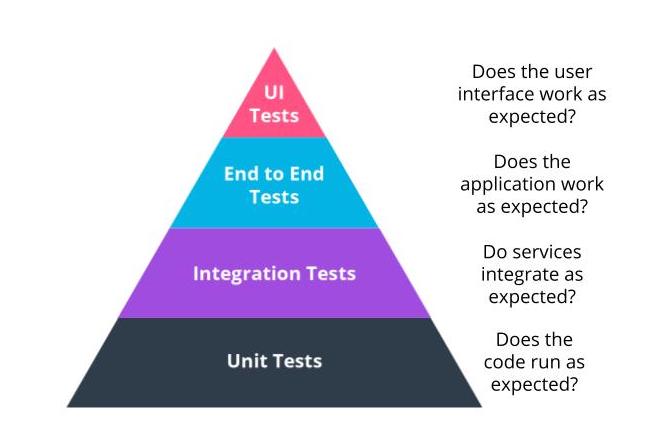 UI
Tests
Does the user
interface work as
expected?
End to End
Tests
Does the
application work
as expected?
Integration Tests
Do services
integrate as
expected?
Unit Tests
Does the
code run as
expected?